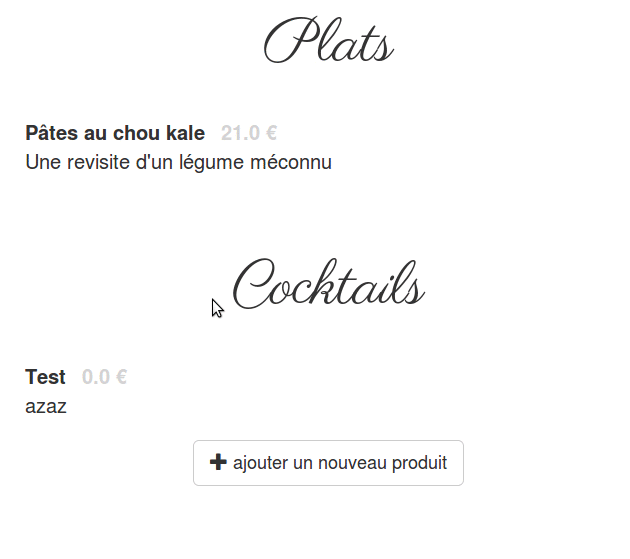 Plats
Pâtes au chou kale 21.0 €
Une revisite d'un légume méconnu
Cocktails
Test 0.0 €
azaz
ajouter un nouveau produit